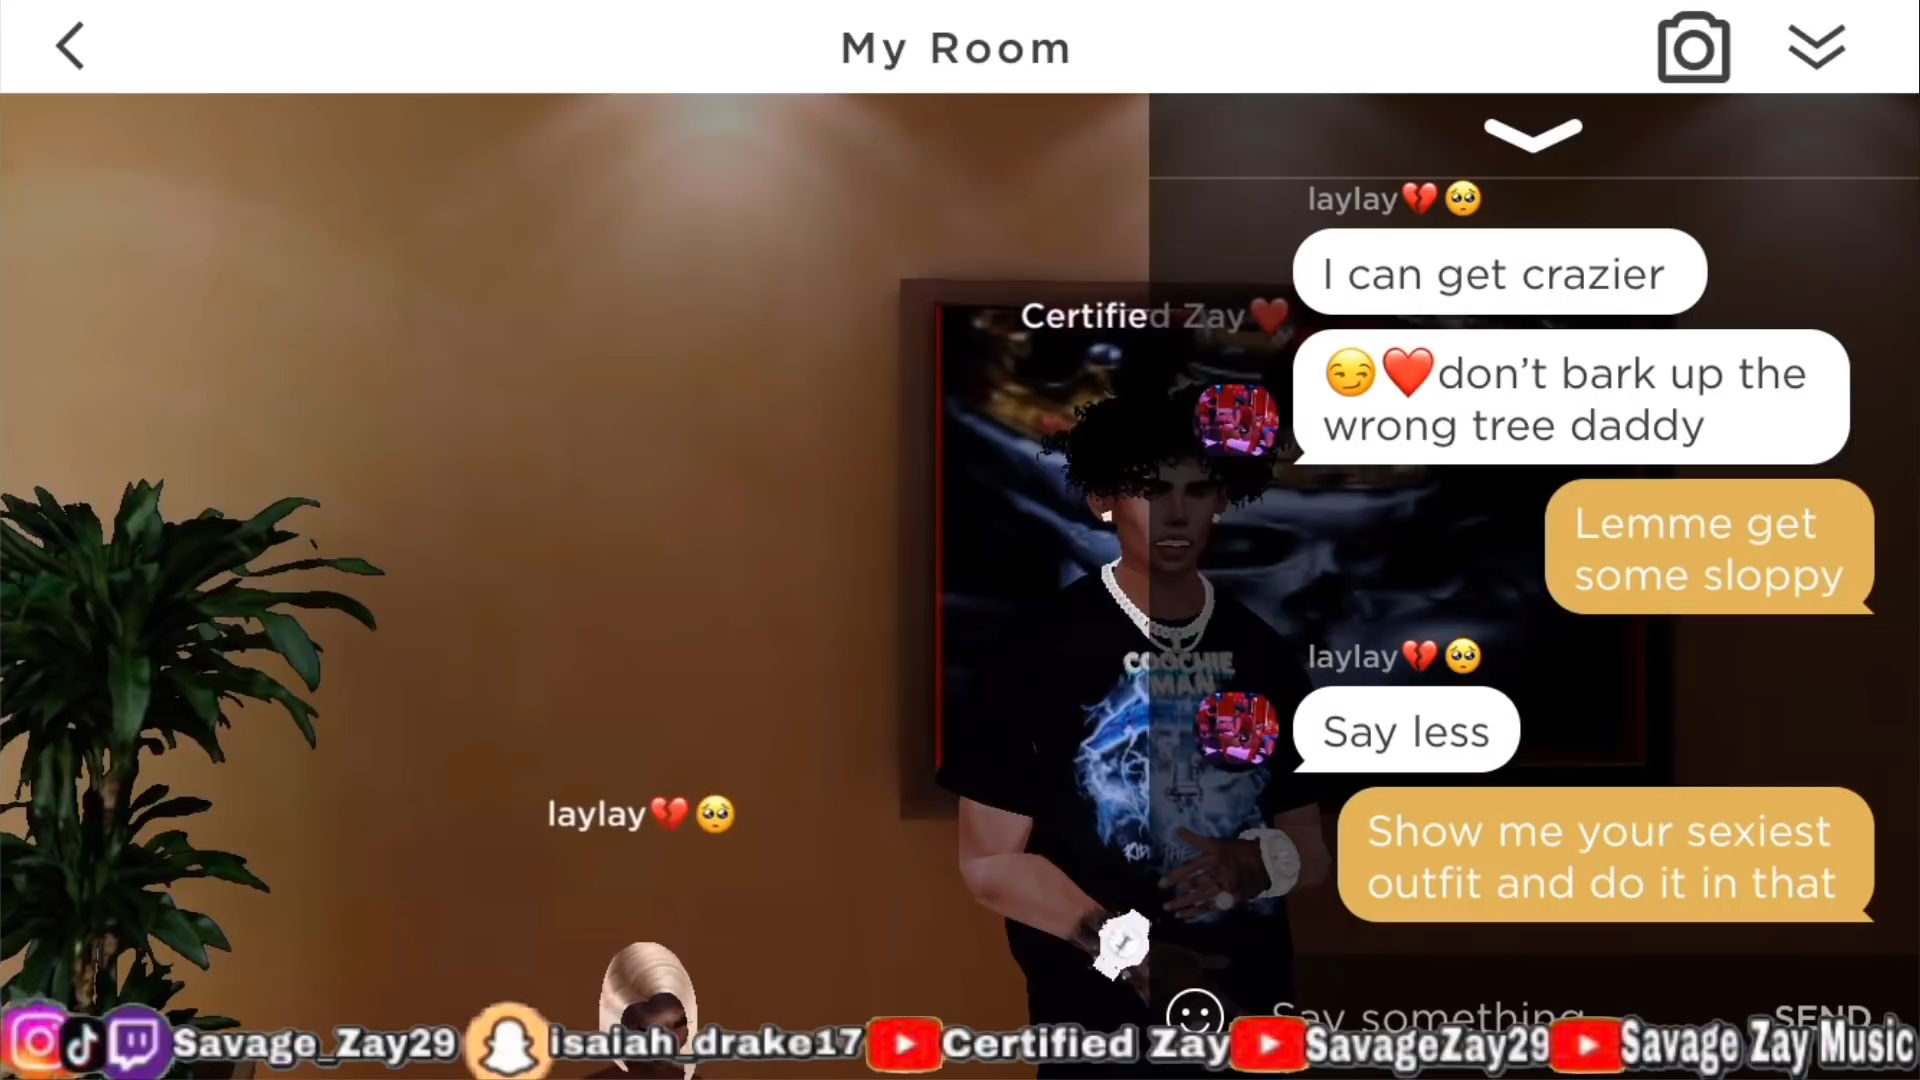 My Room
laylay💔🥺
I can get crazier
Certified Zay❤️
😏❤️don't bark up the
wrong tree daddy
Lemme get
some sloppy
laylay💔🥺
COOCHIE
MAN
Say less
laylay💔🥺
Show me your sexiest
outfit and do it in that
Say something
SEND
Savage_Zay29
isaiah_drake17
Certified Zay
SavageZay29
Savage Zay Music